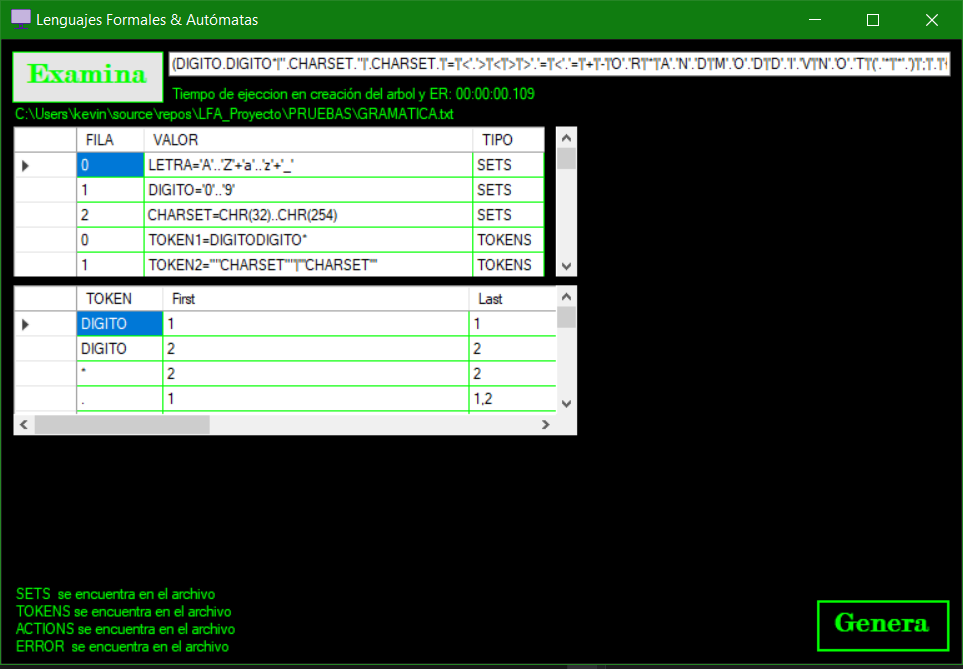 Lenguajes Formales & Autómatas
Examina
(DIGITO.DIGITO*|".CHARSET."|'.CHARSET.'|=|<'.'>|<|>|>'.'=|<'.'=|+|-|O'.'R|*|A'.'N.'D|M'.'O.'D|D'.'I.'V|N'.'O.'T|(.'*|*'.')|;|.|{
Tiempo de ejeccion en creación del arbol y ER: 00:00:00.109
C:\Users\kevin\source\repos\LFA_Proyecto\PRUEBAS\GRAMATICA.txt
FILA VALOR TIPO
0 LETRA='A'..'Z'+'a'..'z'+'_' SETS
1 DIGITO='0'..'9' SETS
2 CHARSET=CHR(32)..CHR(254) SETS
0 TOKEN1=DIGITODIGITO* TOKENS
1 TOKEN2='"'CHARSET'"'|'''CHARSET''' TOKENS
TOKEN First Last
DIGITO 1 1
DIGITO 2 2
* 2 2
. 1 1,2
SETS se encuentra en el archivo
TOKENS se encuentra en el archivo
ACTIONS se encuentra en el archivo
ERROR se encuentra en el archivo
Genera